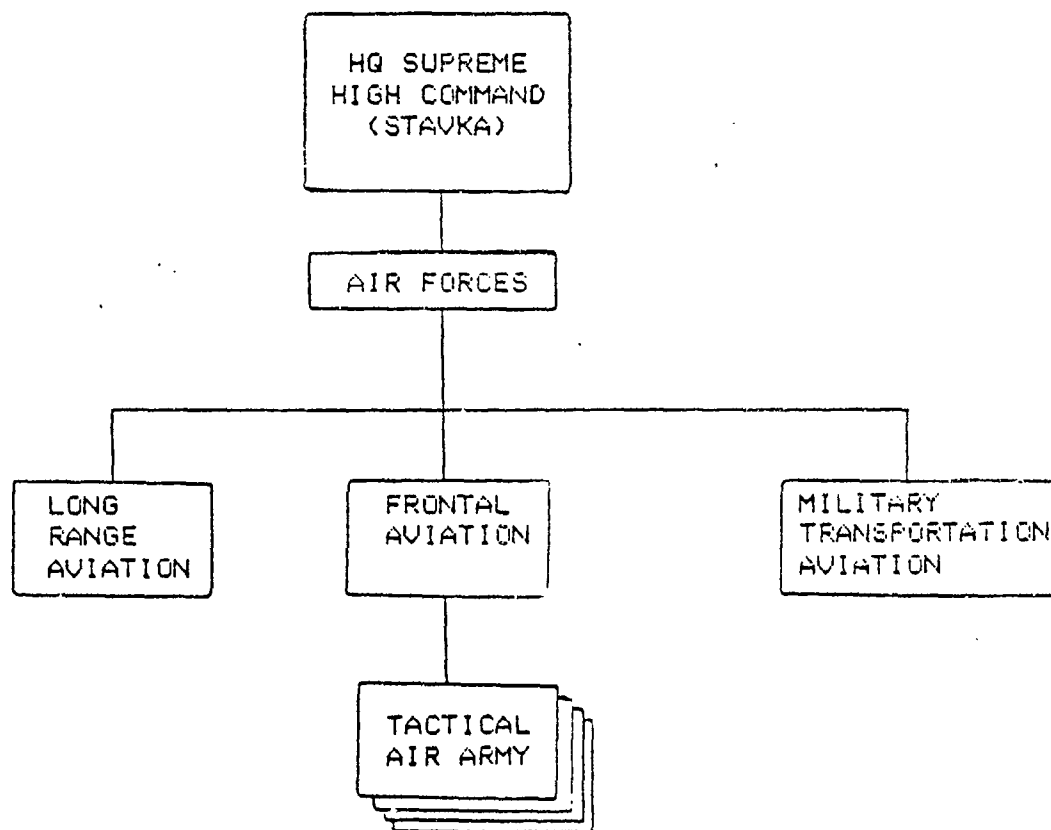 HQ SUPREME
HIGH COMMAND
(STAVKA)
AIR FORCES
LONG
RANGE
AVIATION
FRONTAL
AVIATION
MILITARY
TRANSPORTATION
AVIATION
TACTICAL
AIR ARMY